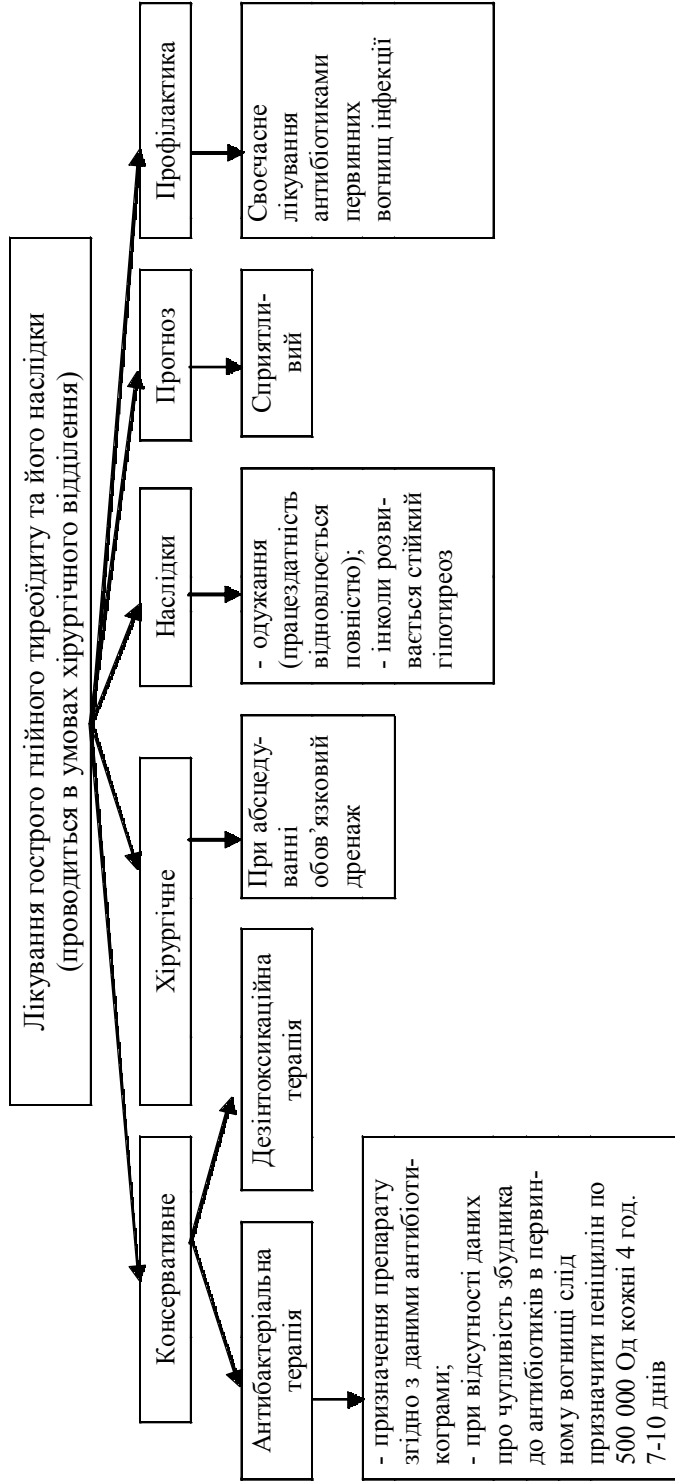 Лікування гострого гнійного тиреоїдиту та його наслідки
(проводиться в умовах хірургічного відділення)
Консервативне
Хірургічне
Наслідки
Прогноз
Профілактика
Антибактеріальна
терапія
Дезінтоксикаційна
терапія
При абсцеду-
ванні
обов’язковий
дренаж
- одужання
(працездатність
відновлюється
повністю);
- інколи розви-
вається стійкий
гіпотиреоз
Сприятли-
вий
Своєчасне
лікування
антибіотиками
первинних
вогнищ інфекції
- призначення препарату
згідно з даними антибіоти-
кограми;
- при відсутності даних
про чутливість збудника
до антибіотиків в первин-
ному вогнищі слід
призначити пеніцилін по
500 000 Од кожні 4 год.
7-10 днів